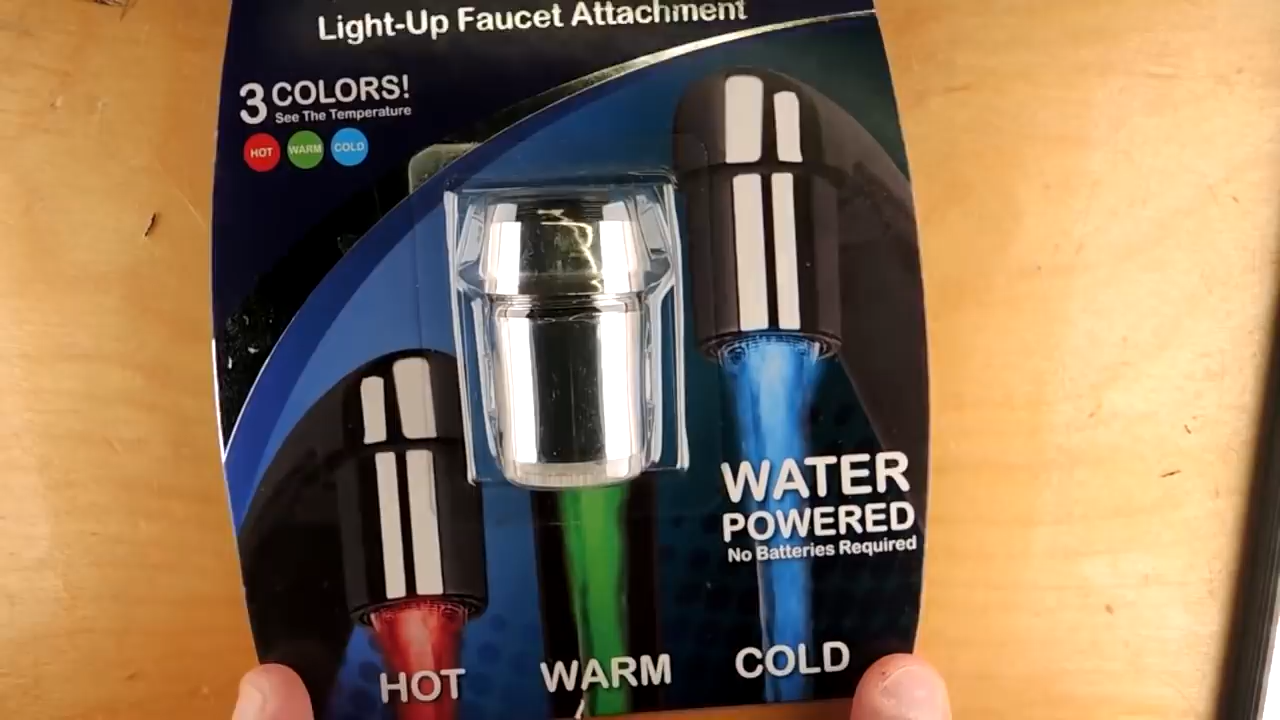 Light-Up Faucet Attachment
3 COLORS!
See The Temperature
HOT WARM COLD
WATER
POWERED
No Batteries Required
HOT WARM COLD